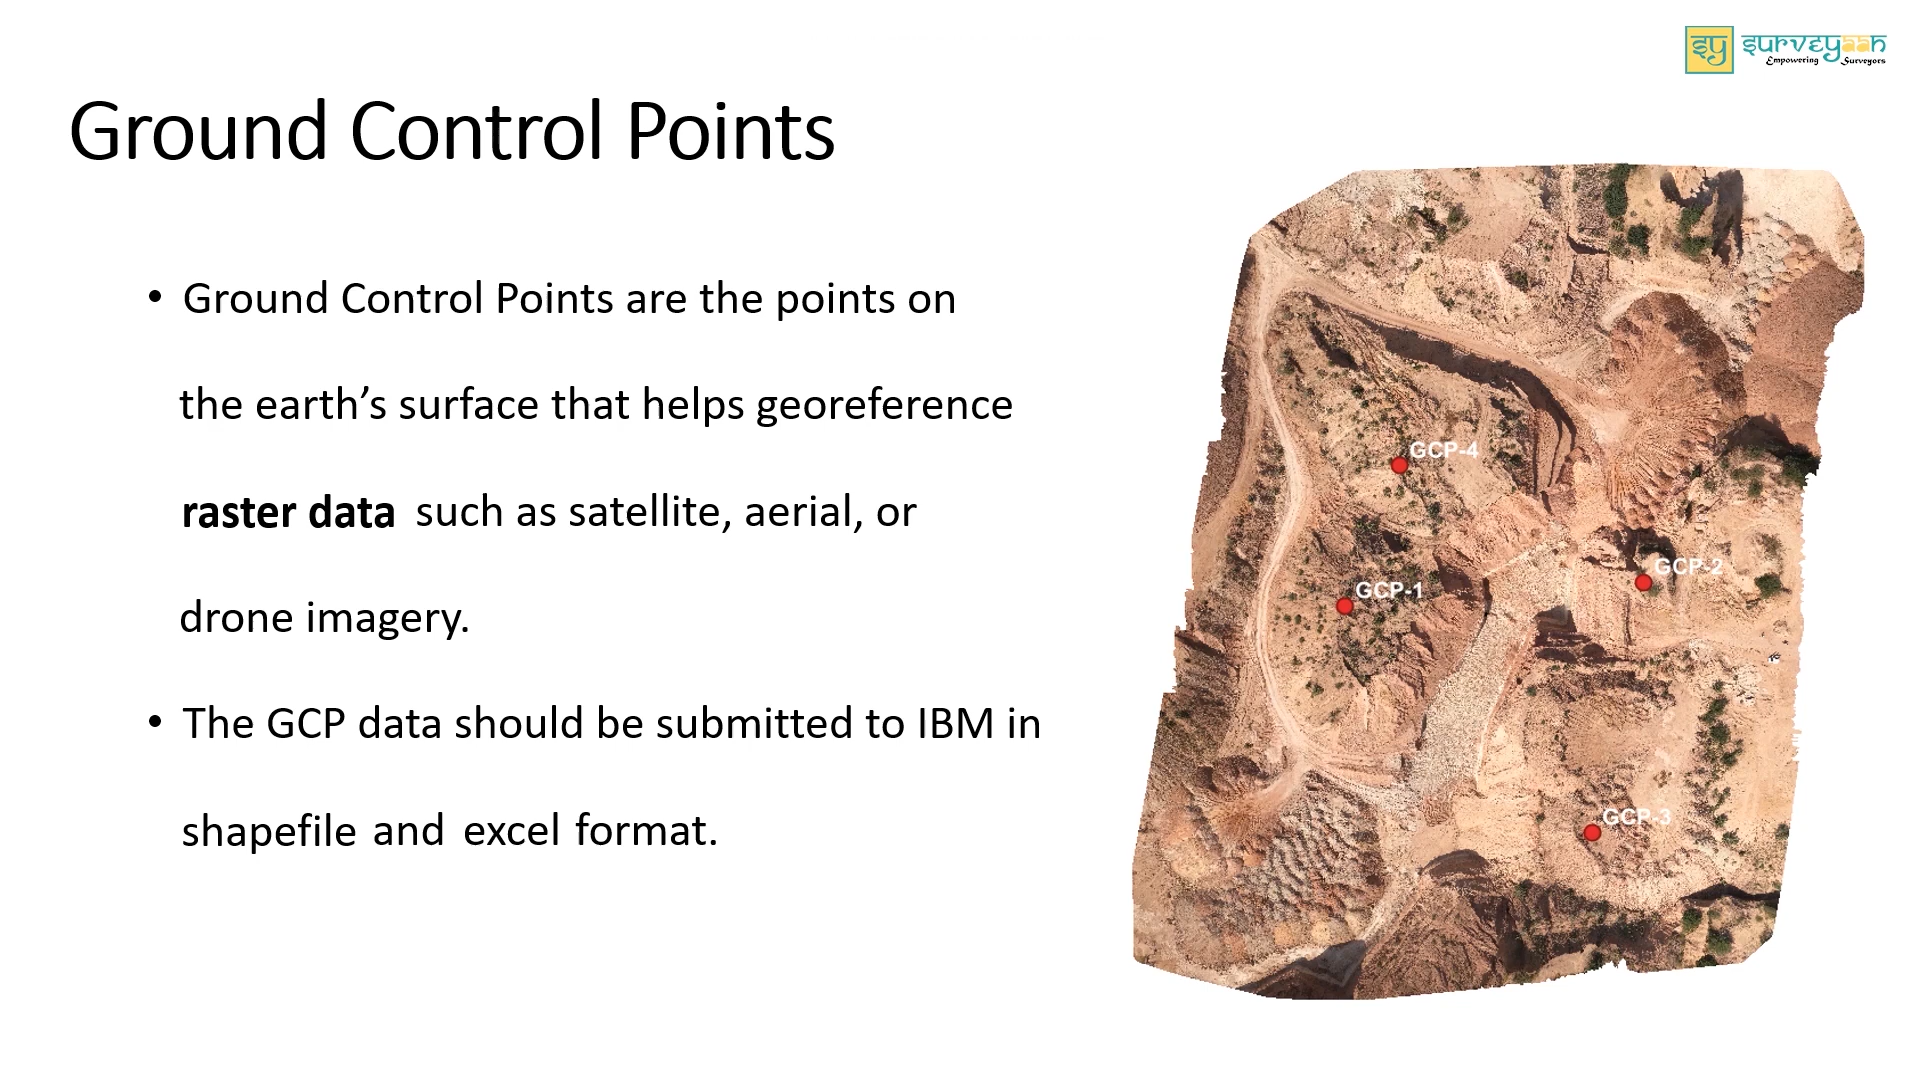 sy surveyaan
Empowering Surveyors
Ground Control Points
• Ground Control Points are the points on
the earth’s surface that helps georeference
raster data such as satellite, aerial, or
drone imagery.
• The GCP data should be submitted to IBM in
shapefile and excel format.
GCP-4
GCP-2
GCP-1
GCP-3